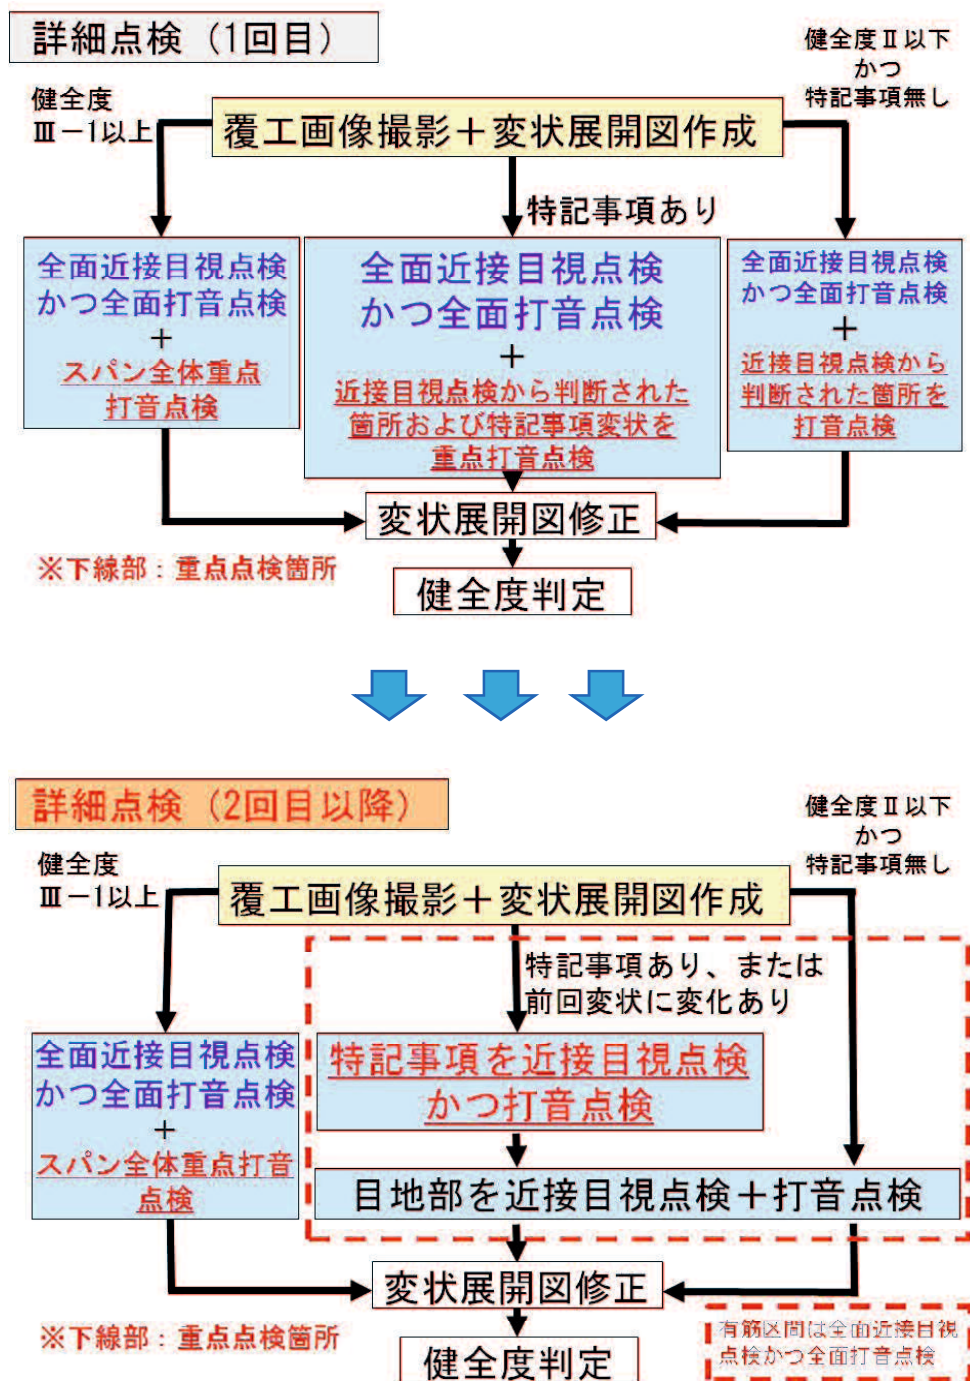 詳細点検（1回目）
健全度Ⅱ以下
かつ
特記事項無し
健全度
Ⅲ－1以上
覆工画像撮影＋変状展開図作成
特記事項あり
全面近接目視点検
かつ全面打音点検
＋
スパン全体重点
打音点検
全面近接目視点検
かつ全面打音点検
＋
近接目視点検から判断された
箇所および特記事項変状を
重点打音点検
全面近接目視点検
かつ全面打音点検
＋
近接目視点検から
判断された箇所を
打音点検
変状展開図修正
※下線部：重点点検箇所
健全度判定
詳細点検（2回目以降）
健全度Ⅱ以下
かつ
特記事項無し
健全度
Ⅲ－1以上
覆工画像撮影＋変状展開図作成
特記事項あり、または
前回変状に変化あり
全面近接目視点検
かつ全面打音点検
＋
スパン全体重点打音
点検
特記事項を近接目視点検
かつ打音点検
目地部を近接目視点検＋打音点検
変状展開図修正
※下線部：重点点検箇所
健全度判定
有筋区間は全面近接目視
点検かつ全面打音点検